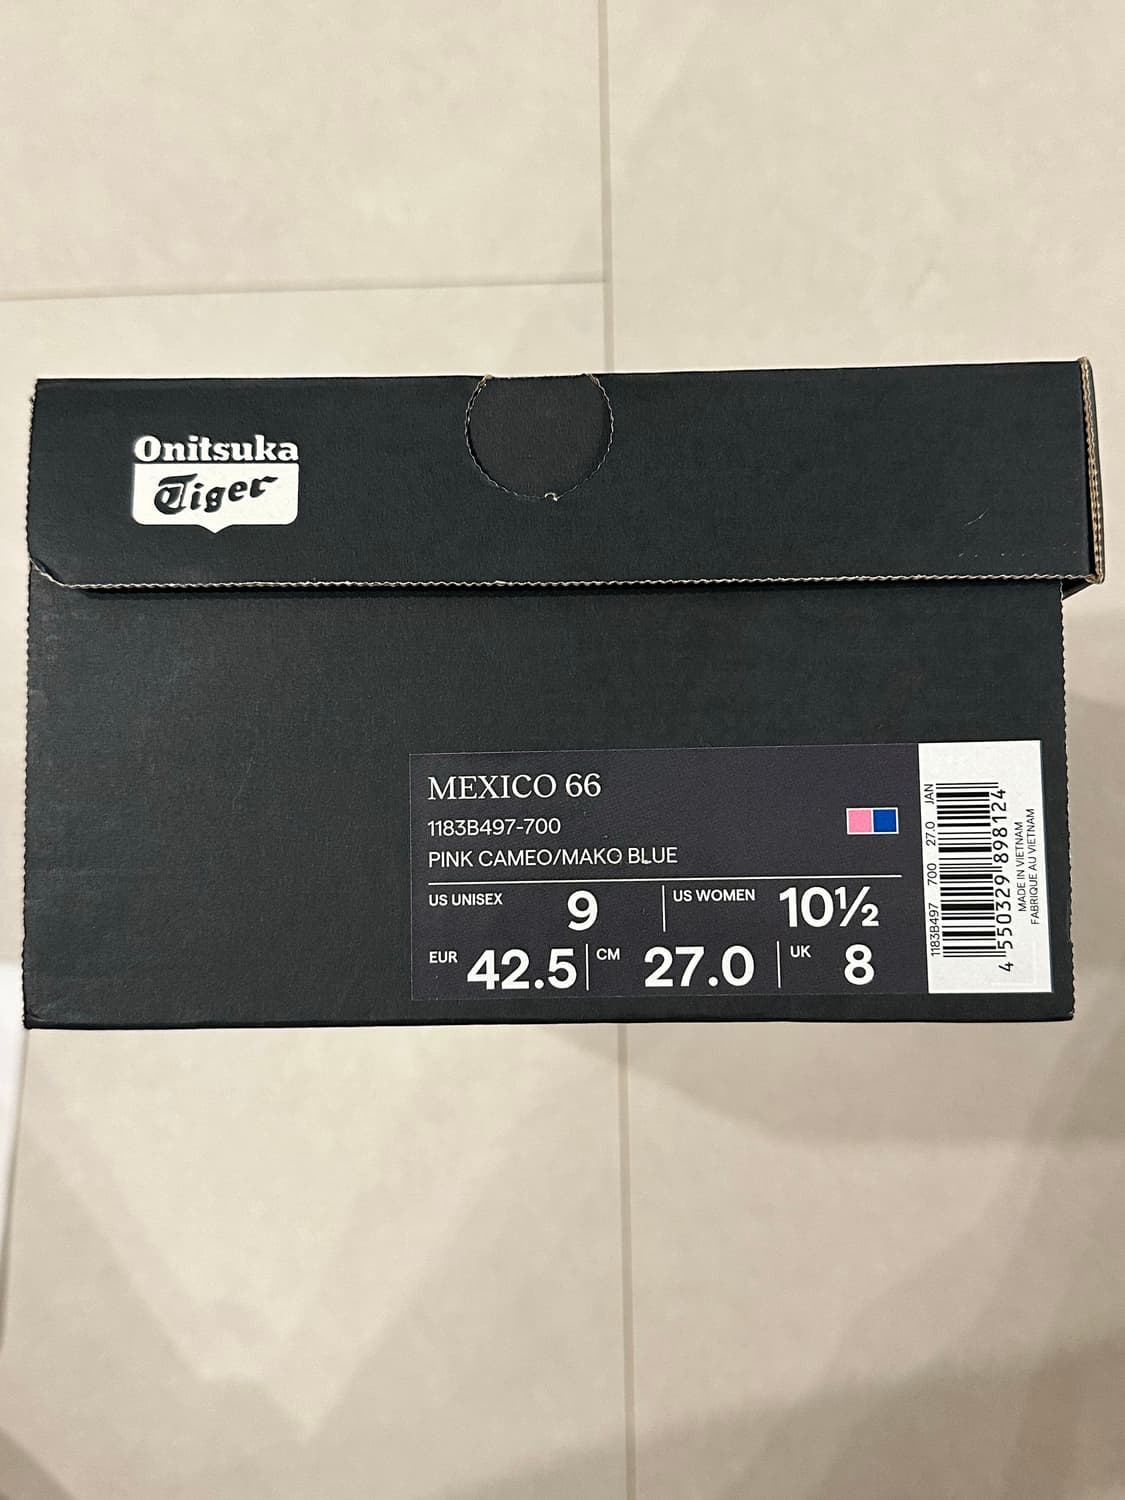 Onitsuka
Tiger
MEXICO 66
1183B497-700
PINK CAMEO/MAKO BLUE
US UNISEX 9 US WOMEN 10½
EUR 42.5 CM 27.0 UK 8
1183B497 700 27.0 JAN
4 550329 898124
MADE IN VIETNAM
FABRIQUE AU VIETNAM